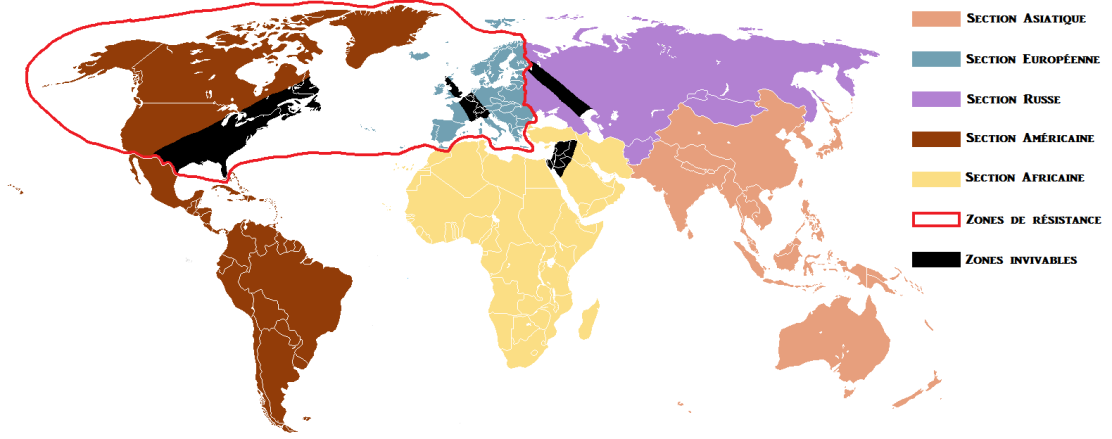 Section Asiatique
Section Européenne
Section Russe
Section Américaine
Section Africaine
Zones de résistance
Zones invivables